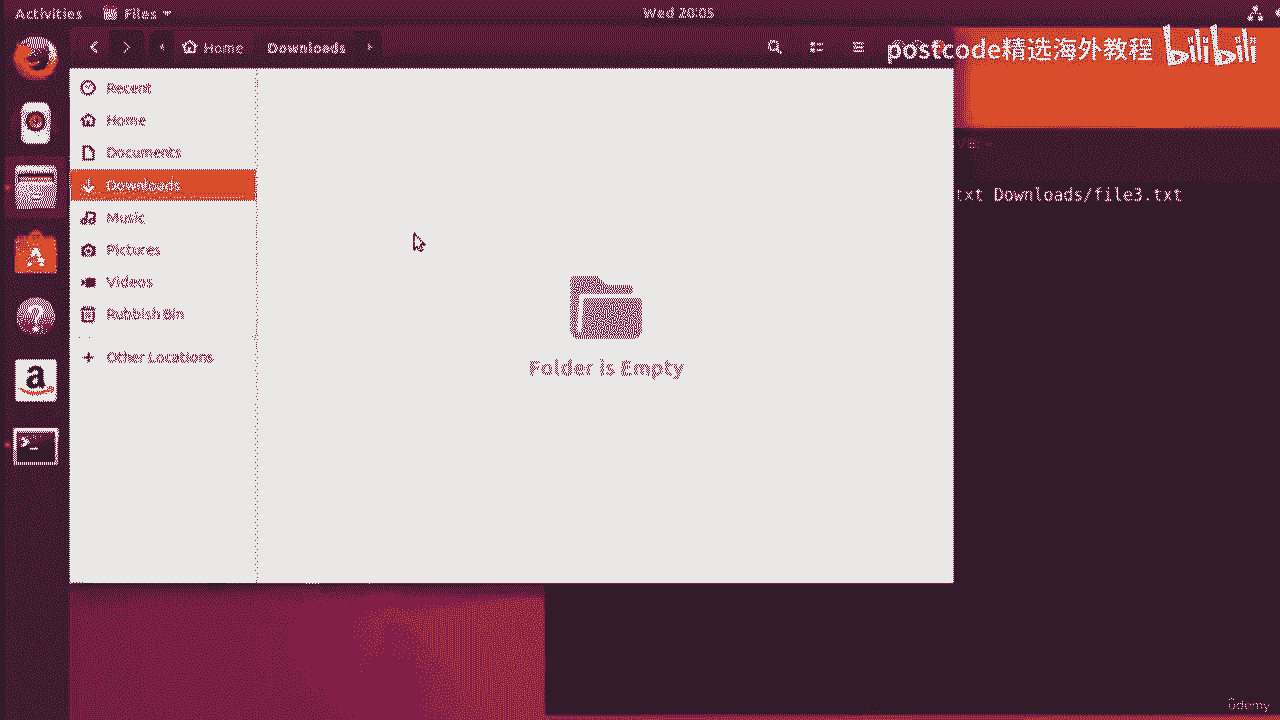 Activities
Files
Wed 20:05
Home
Downloads
postcode精选海外教程
bilibili
Recent
Home
Documents
Downloads
Music
Pictures
Videos
Rubbish Bin
Other Locations
Folder is Empty
txt Downloads/file3.txt
a
ûdemy